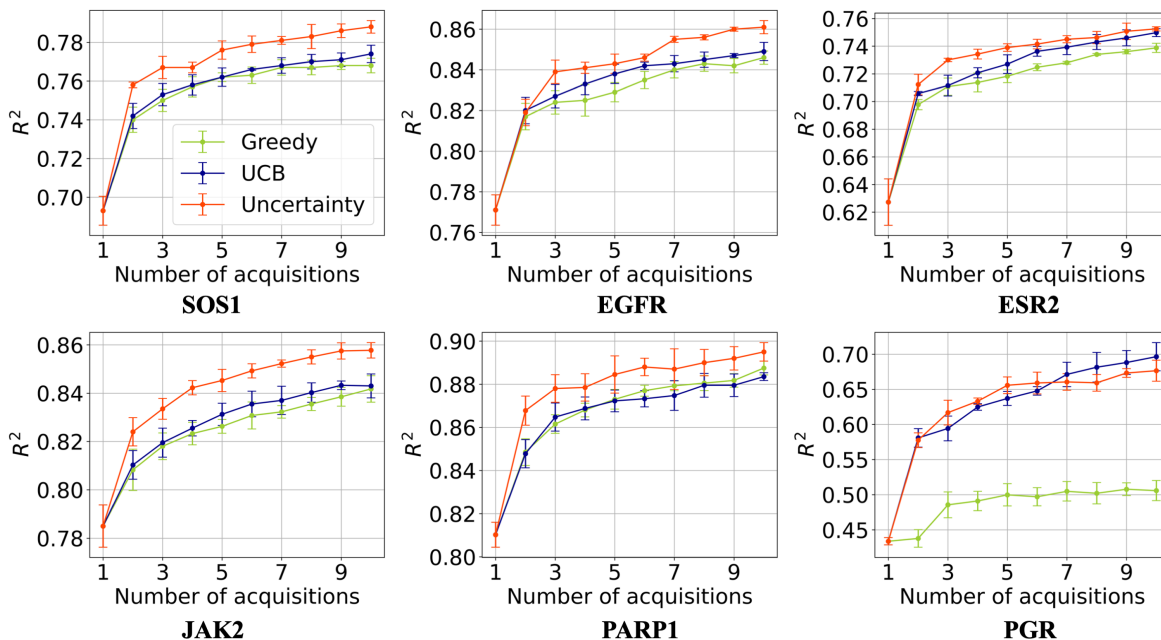 0.78
0.76
0.74
0.72
0.70
R²
Greedy
UCB
Uncertainty
1 3 5 7 9
Number of acquisitions
SOS1
0.86
0.84
0.82
0.80
0.78
0.76
R²
1 3 5 7 9
Number of acquisitions
EGFR
0.76
0.74
0.72
0.70
0.68
0.66
0.64
0.62
R²
1 3 5 7 9
Number of acquisitions
ESR2
0.86
0.84
0.82
0.80
0.78
R²
1 3 5 7 9
Number of acquisitions
JAK2
0.90
0.88
0.86
0.84
0.82
0.80
R²
1 3 5 7 9
Number of acquisitions
PARP1
0.70
0.65
0.60
0.55
0.50
0.45
R²
1 3 5 7 9
Number of acquisitions
PGR